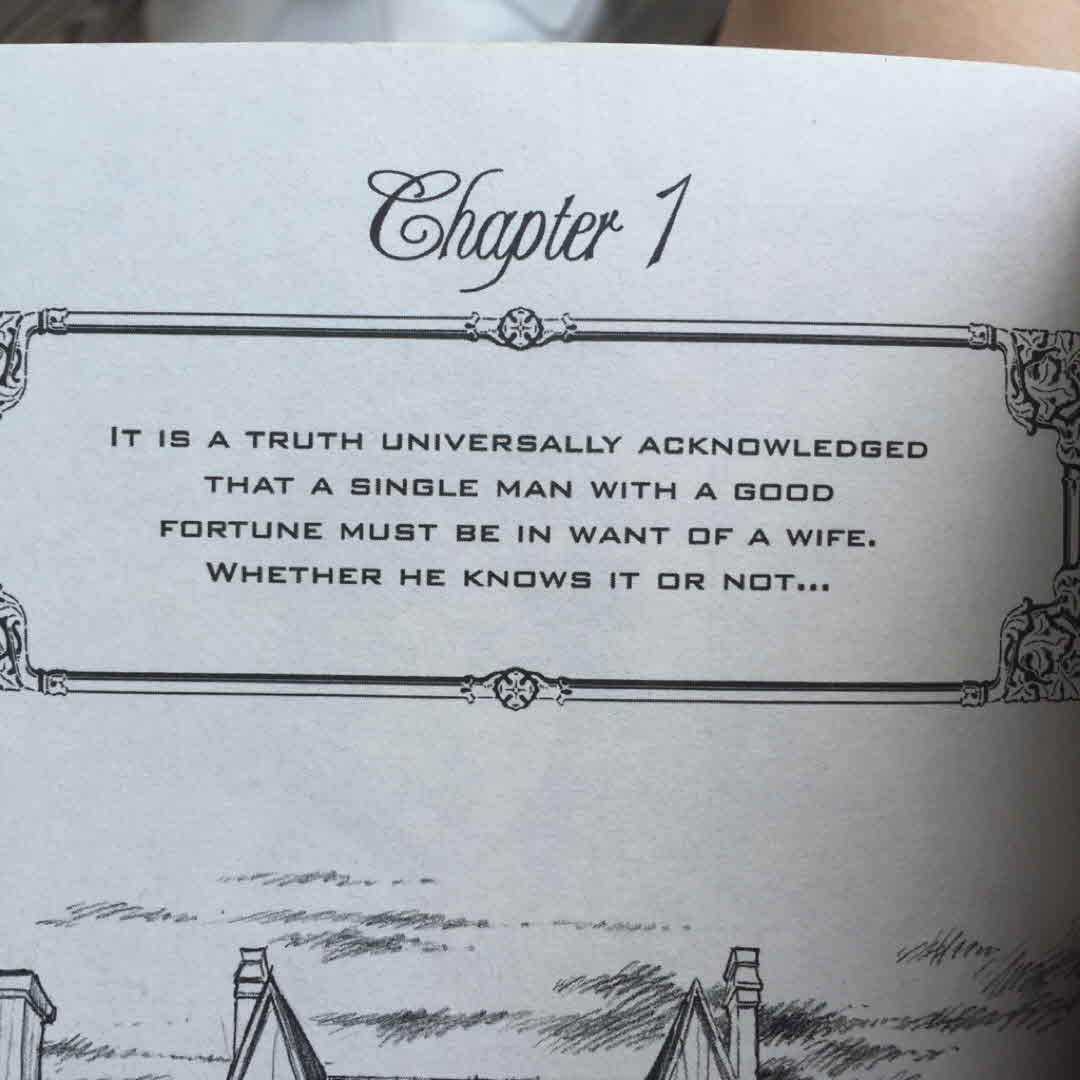 Chapter 1
IT IS A TRUTH UNIVERSALLY ACKNOWLEDGED
THAT A SINGLE MAN WITH A GOOD
FORTUNE MUST BE IN WANT OF A WIFE.
WHETHER HE KNOWS IT OR NOT...